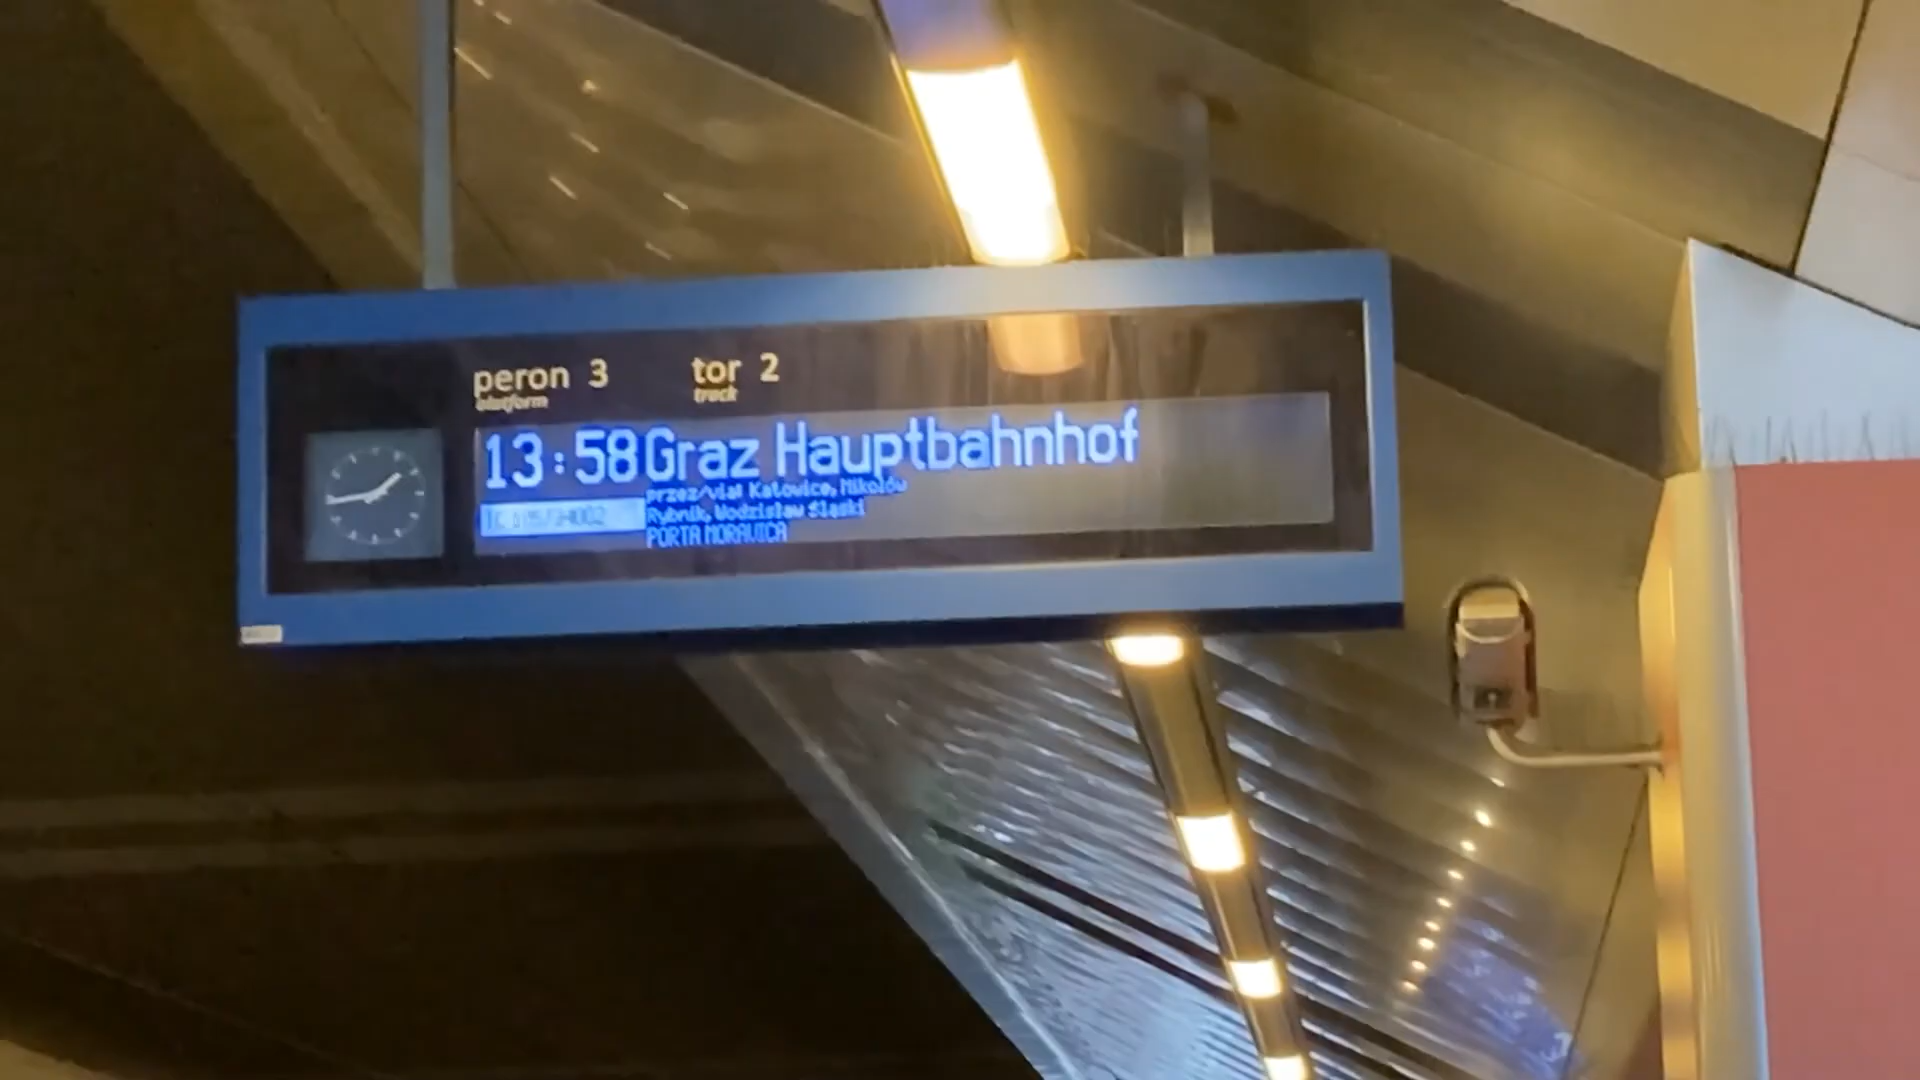 peron 3 tor 2
platform track
13:58 Graz Hauptbahnhof
przez/via: Katowice, Mikołów
Rybnik, Wodzisław Śląski
PORTA MORAVICA